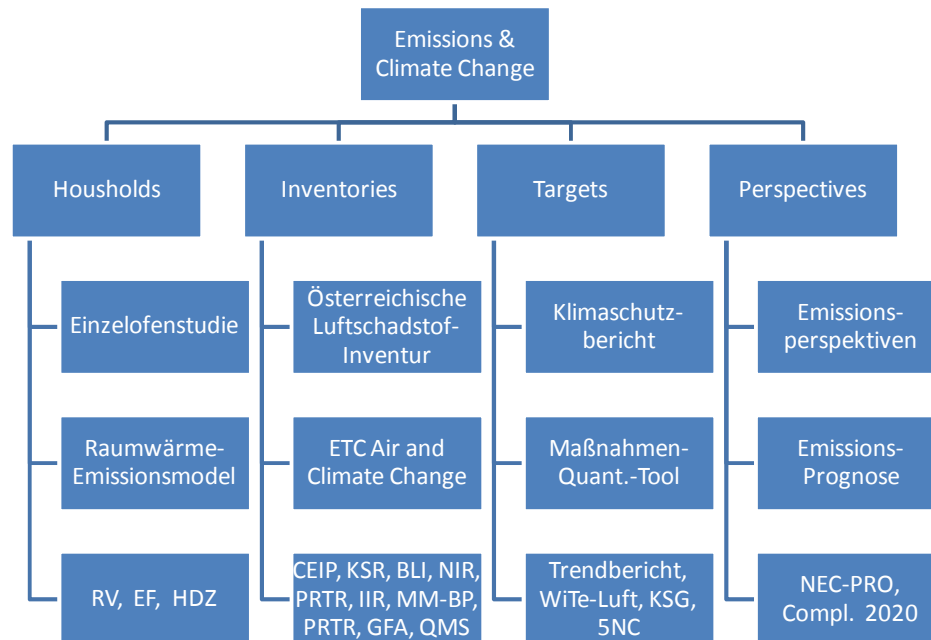 Emissions &
Climate Change
Housholds
Inventories
Targets
Perspectives
Einzelofenstudie
Österreichische
Luftschadstof-
Inventur
Klimaschutz-
bericht
Emissions-
perspektiven
Raumwärme-
Emissionsmodel
ETC Air and
Climate Change
Maßnahmen-
Quant.-Tool
Emissions-
Prognose
RV, EF, HDZ
CEIP, KSR, BLI, NIR,
PRTR, IIR, MM-BP,
PRTR, GFA, QMS
Trendbericht,
WiTe-Luft, KSG,
5NC
NEC-PRO,
Compl. 2020